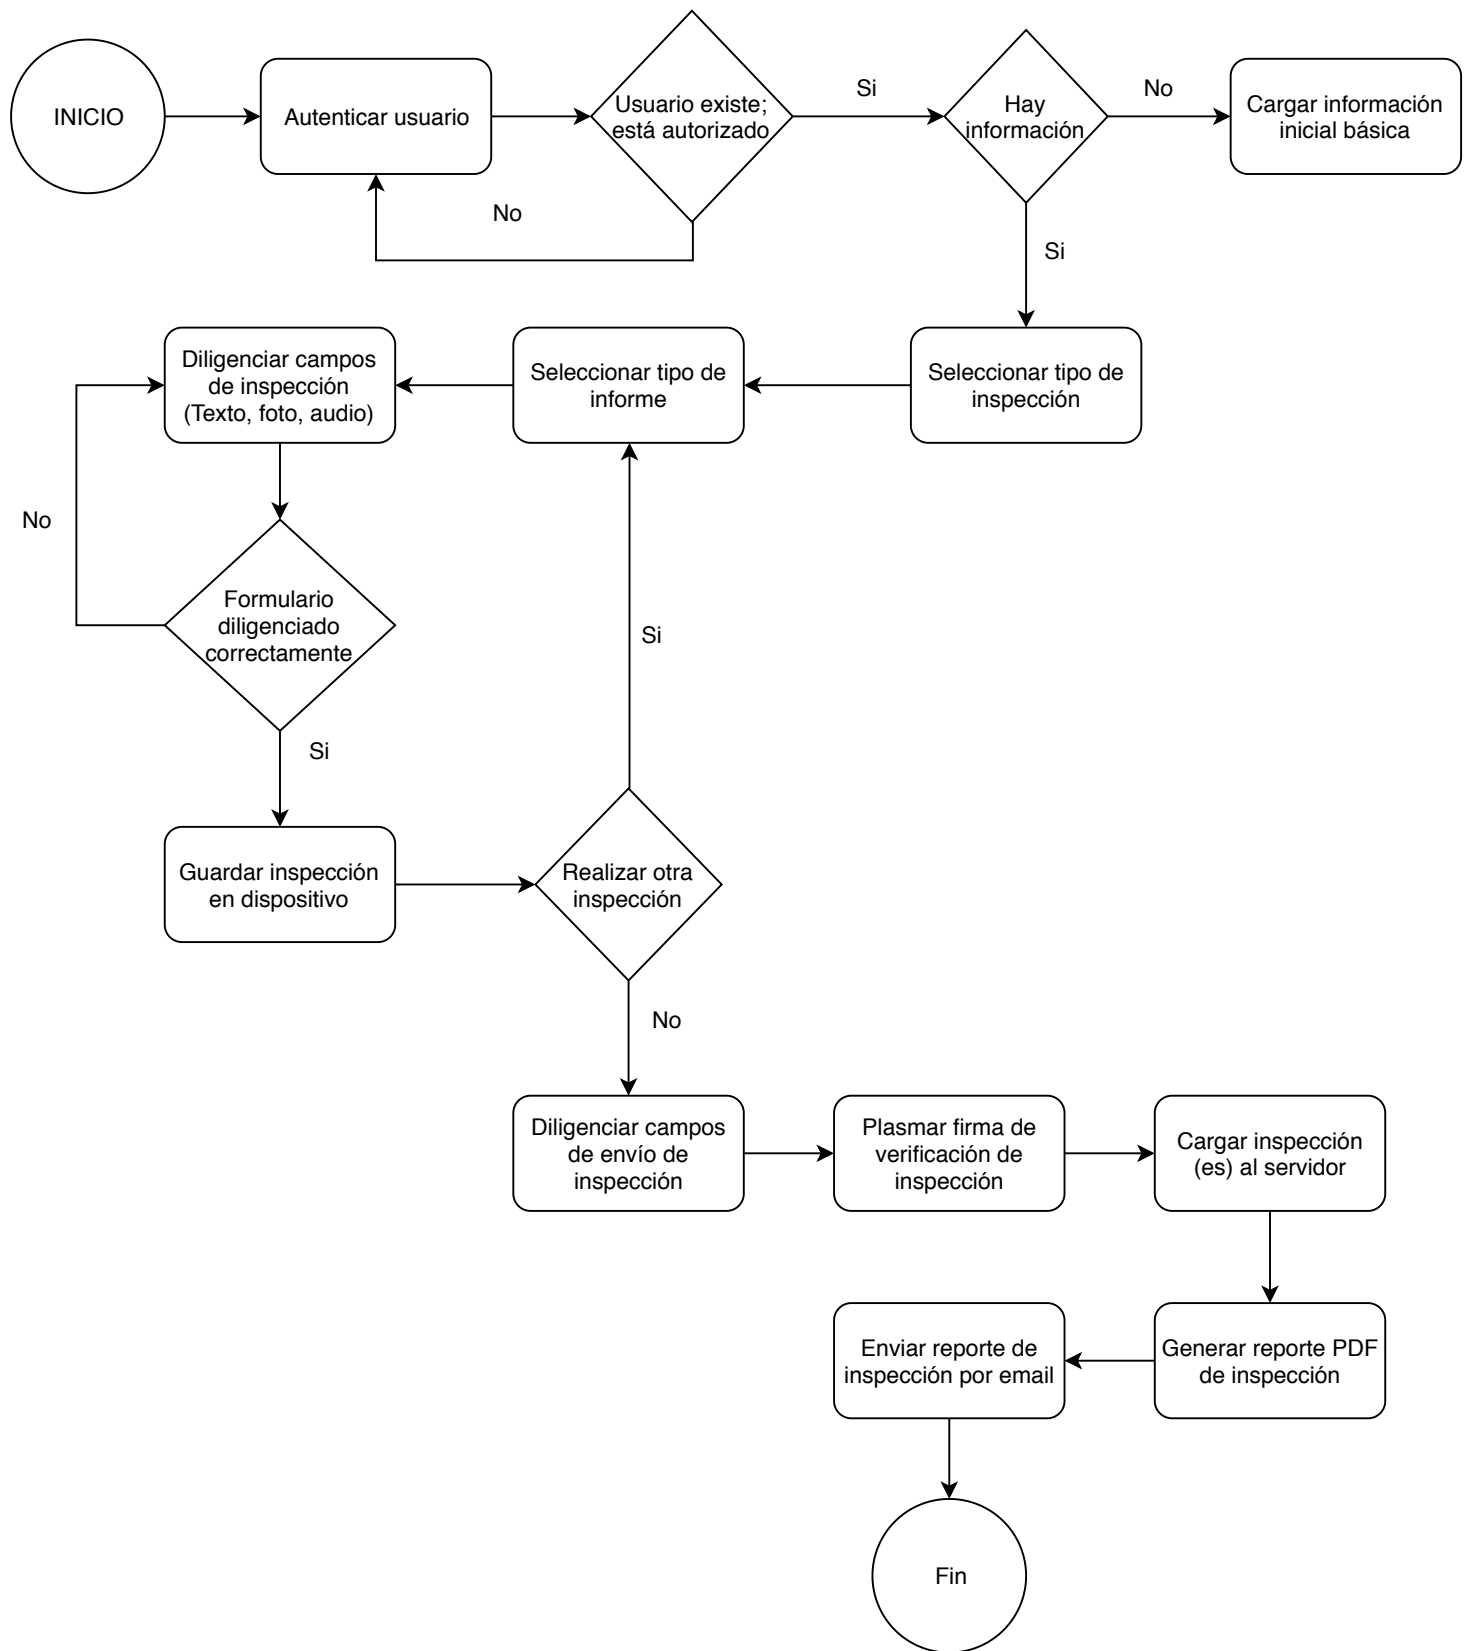 INICIO
Autenticar usuario
Usuario existe;
está autorizado
Si
Hay
información
No
Cargar información
inicial básica
No
Si
Diligenciar campos
de inspección
(Texto, foto, audio)
Seleccionar tipo de
informe
Seleccionar tipo de
inspección
No
Formulario
diligenciado
correctamente
Si
Si
Guardar inspección
en dispositivo
Realizar otra
inspección
No
Diligenciar campos
de envío de
inspección
Plasmar firma de
verificación de
inspección
Cargar inspección
(es) al servidor
Enviar reporte de
inspección por email
Generar reporte PDF
de inspección
Fin